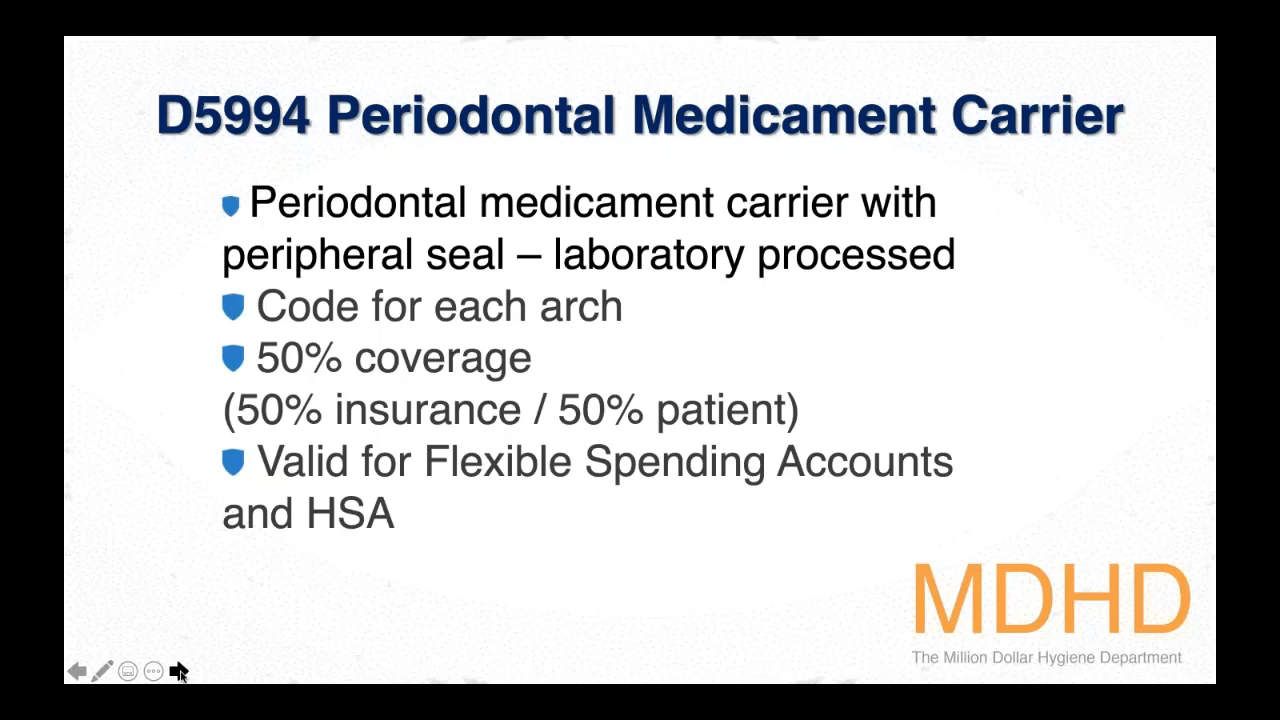 D5994 Periodontal Medicament Carrier
Periodontal medicament carrier with
peripheral seal – laboratory processed
Code for each arch
50% coverage
(50% insurance / 50% patient)
Valid for Flexible Spending Accounts
and HSA
MDHD
The Million Dollar Hygiene Department